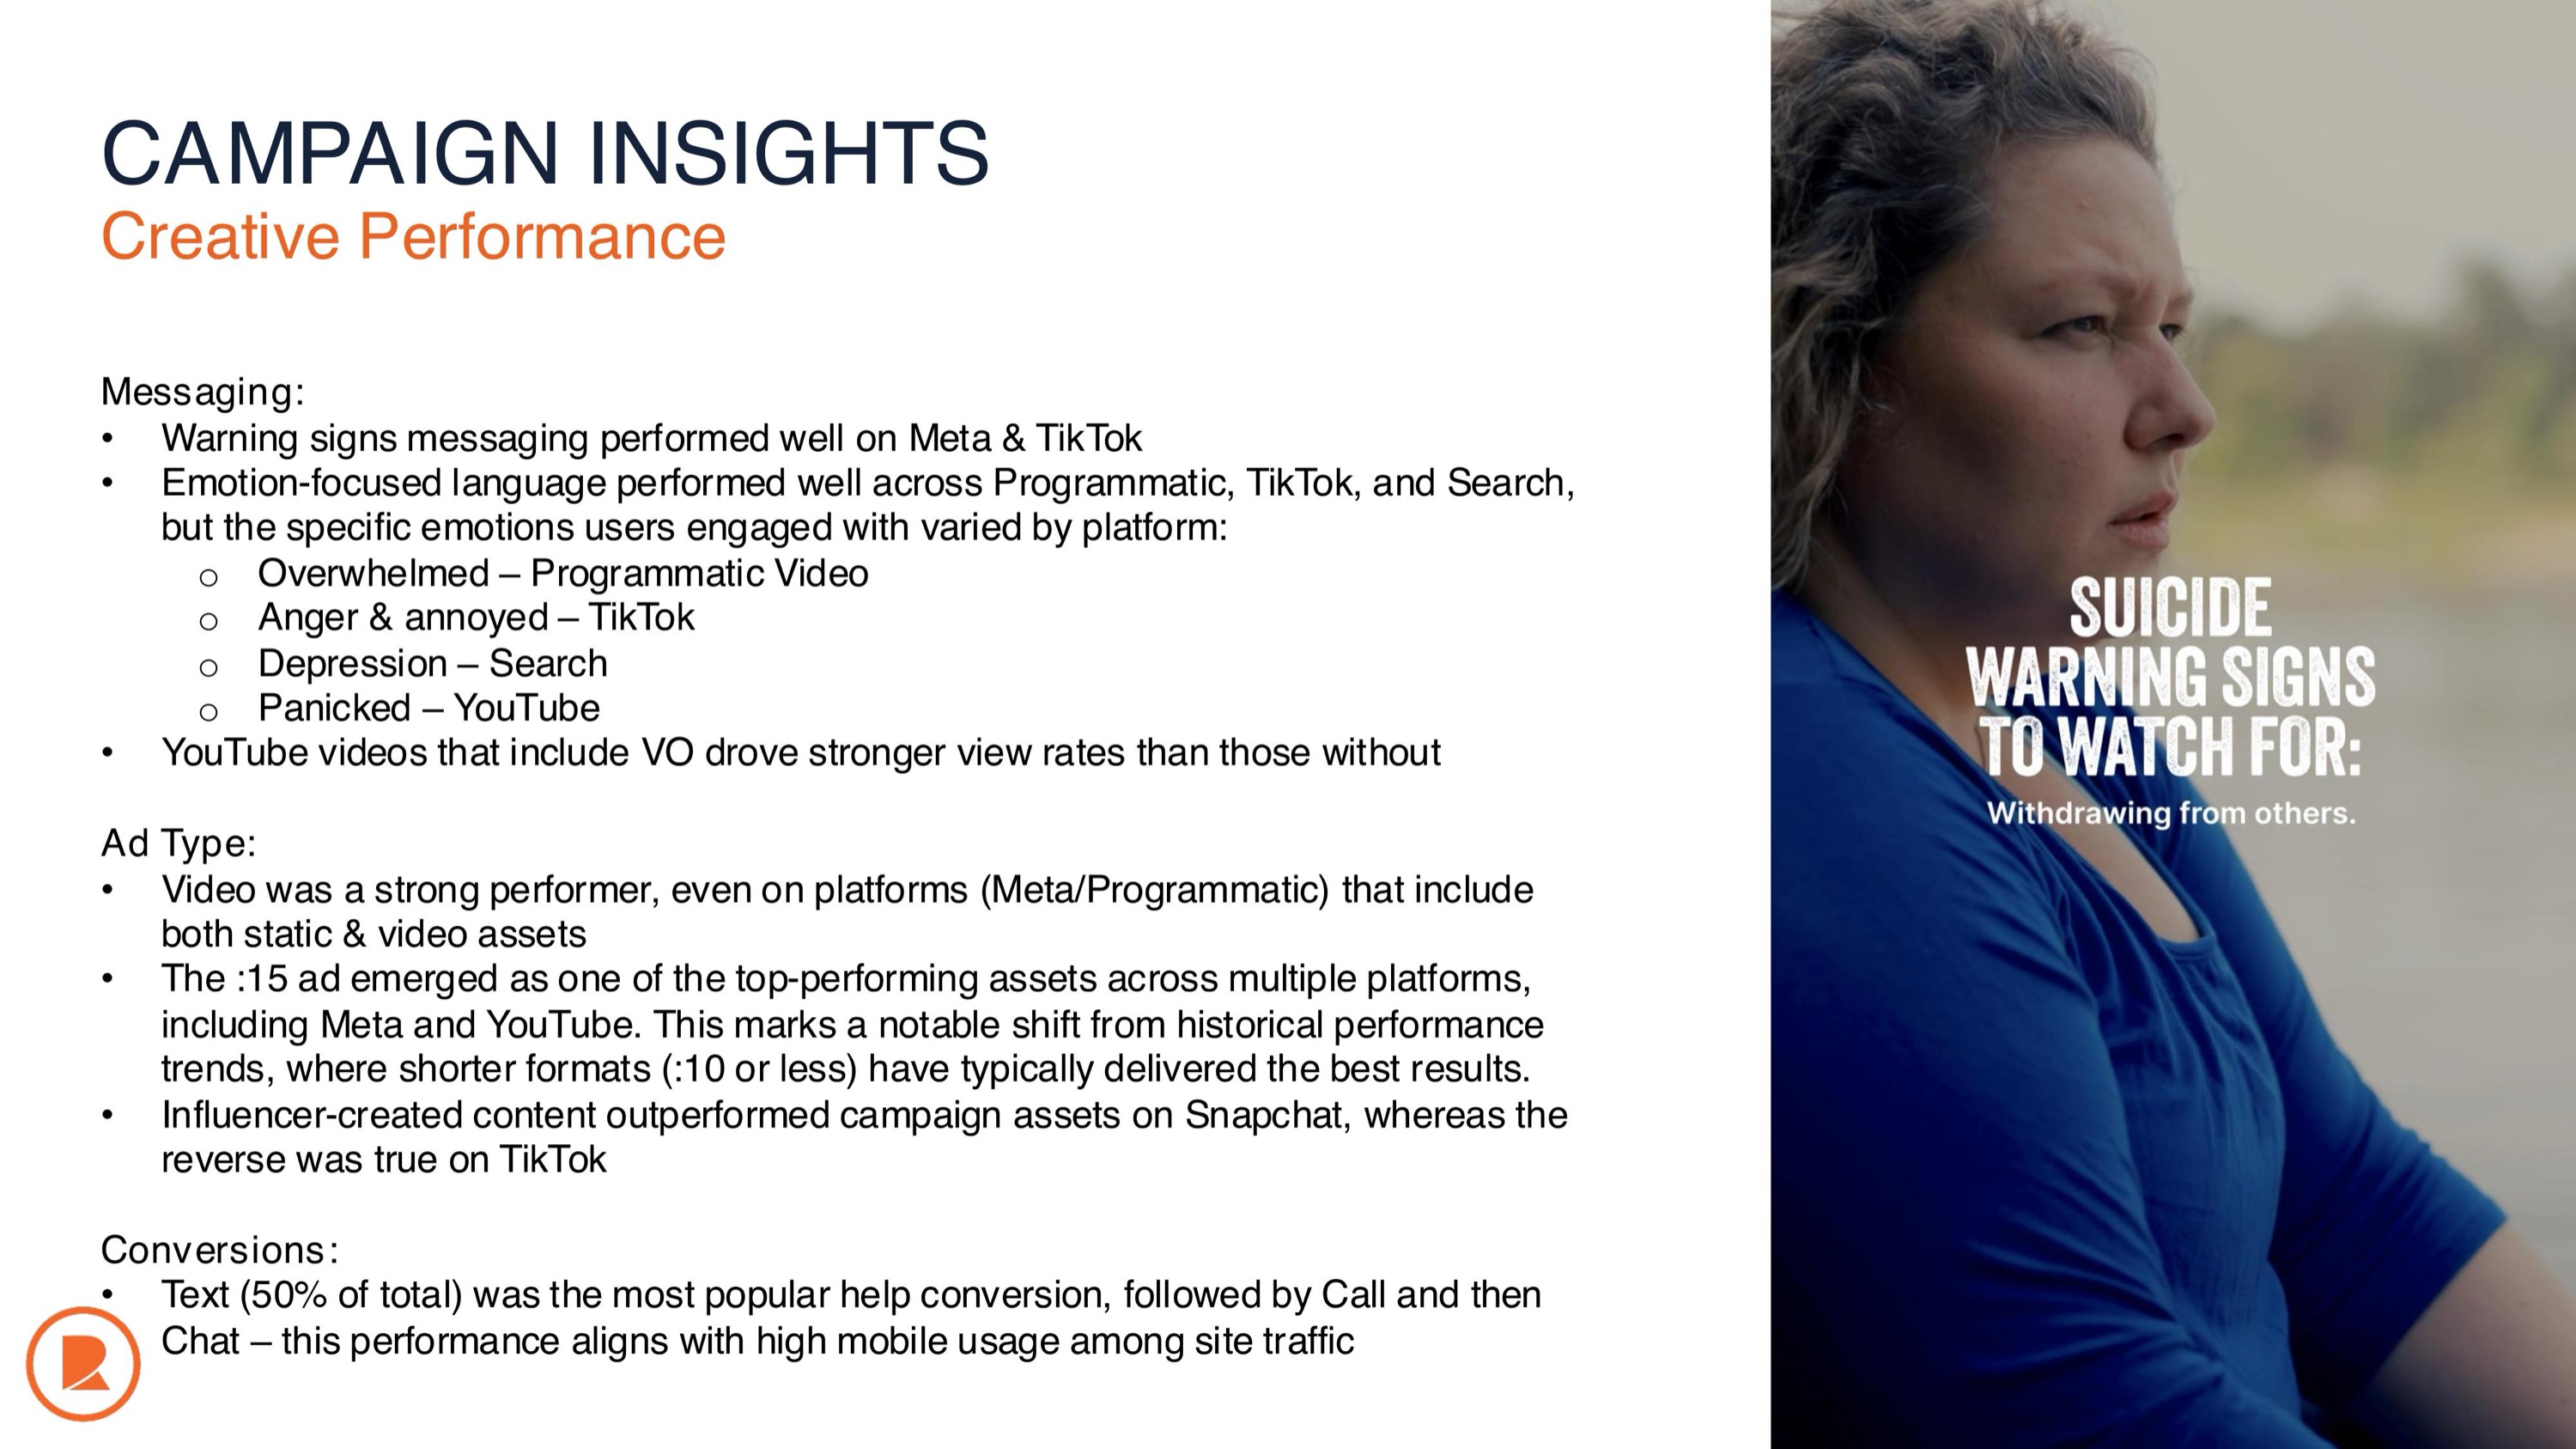 CAMPAIGN INSIGHTS
Creative Performance
Messaging:
• Warning signs messaging performed well on Meta & TikTok
• Emotion-focused language performed well across Programmatic, TikTok, and Search,
but the specific emotions users engaged with varied by platform:
o Overwhelmed – Programmatic Video
o Anger & annoyed – TikTok
o Depression – Search
o Panicked – YouTube
• YouTube videos that include VO drove stronger view rates than those without
Ad Type:
• Video was a strong performer, even on platforms (Meta/Programmatic) that include
both static & video assets
• The :15 ad emerged as one of the top-performing assets across multiple platforms,
including Meta and YouTube. This marks a notable shift from historical performance
trends, where shorter formats (:10 or less) have typically delivered the best results.
• Influencer-created content outperformed campaign assets on Snapchat, whereas the
reverse was true on TikTok
Conversions:
• Text (50% of total) was the most popular help conversion, followed by Call and then
Chat – this performance aligns with high mobile usage among site traffic
R
SUICIDE
WARNING SIGNS
TO WATCH FOR:
Withdrawing from others.